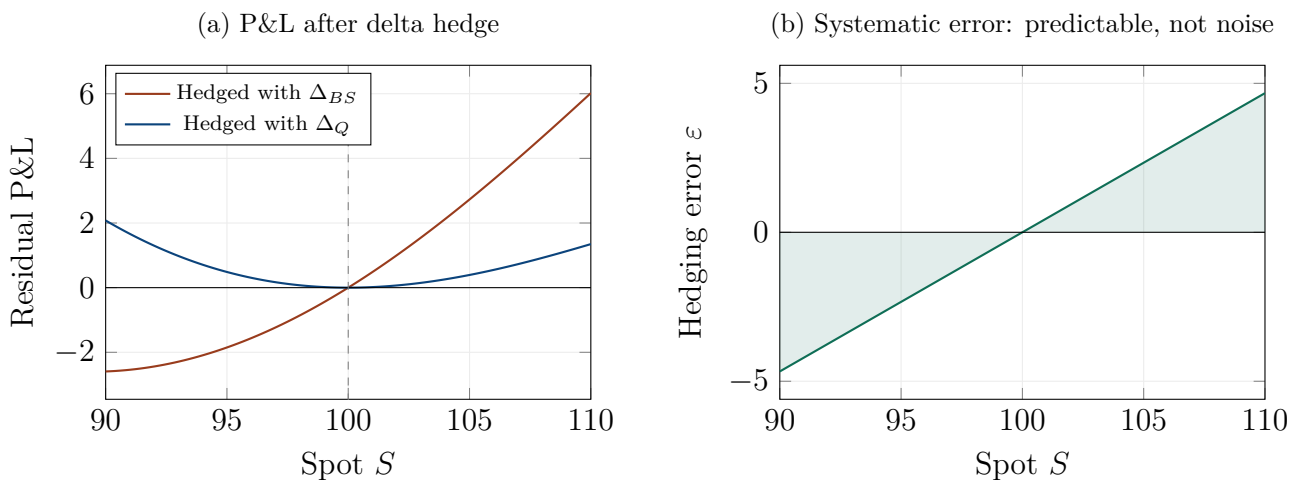 (a) P&L after delta hedge
Residual P&L
6
4
2
0
−2
Hedged with Δ_BS
Hedged with Δ_Q
90
95
100
105
110
Spot S
(b) Systematic error: predictable, not noise
Hedging error ε
5
0
−5
90
95
100
105
110
Spot S